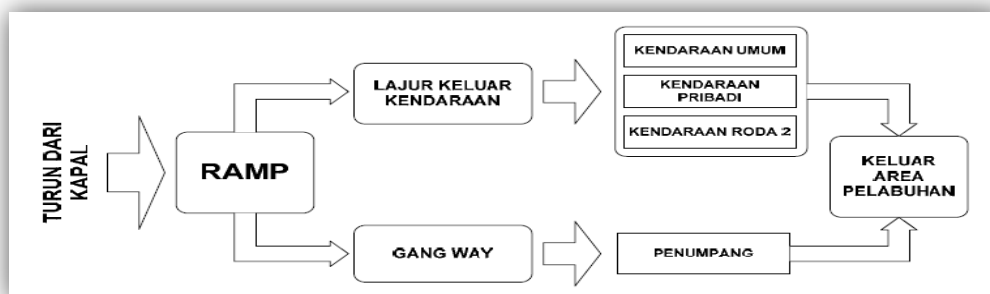 TURUN DARI
KAPAL
RAMP
LAJUR KELUAR
KENDARAAN
KENDARAAN UMUM
KENDARAAN
PRIBADI
KENDARAAN RODA 2
GANG WAY
PENUMPANG
KELUAR
AREA
PELABUHAN